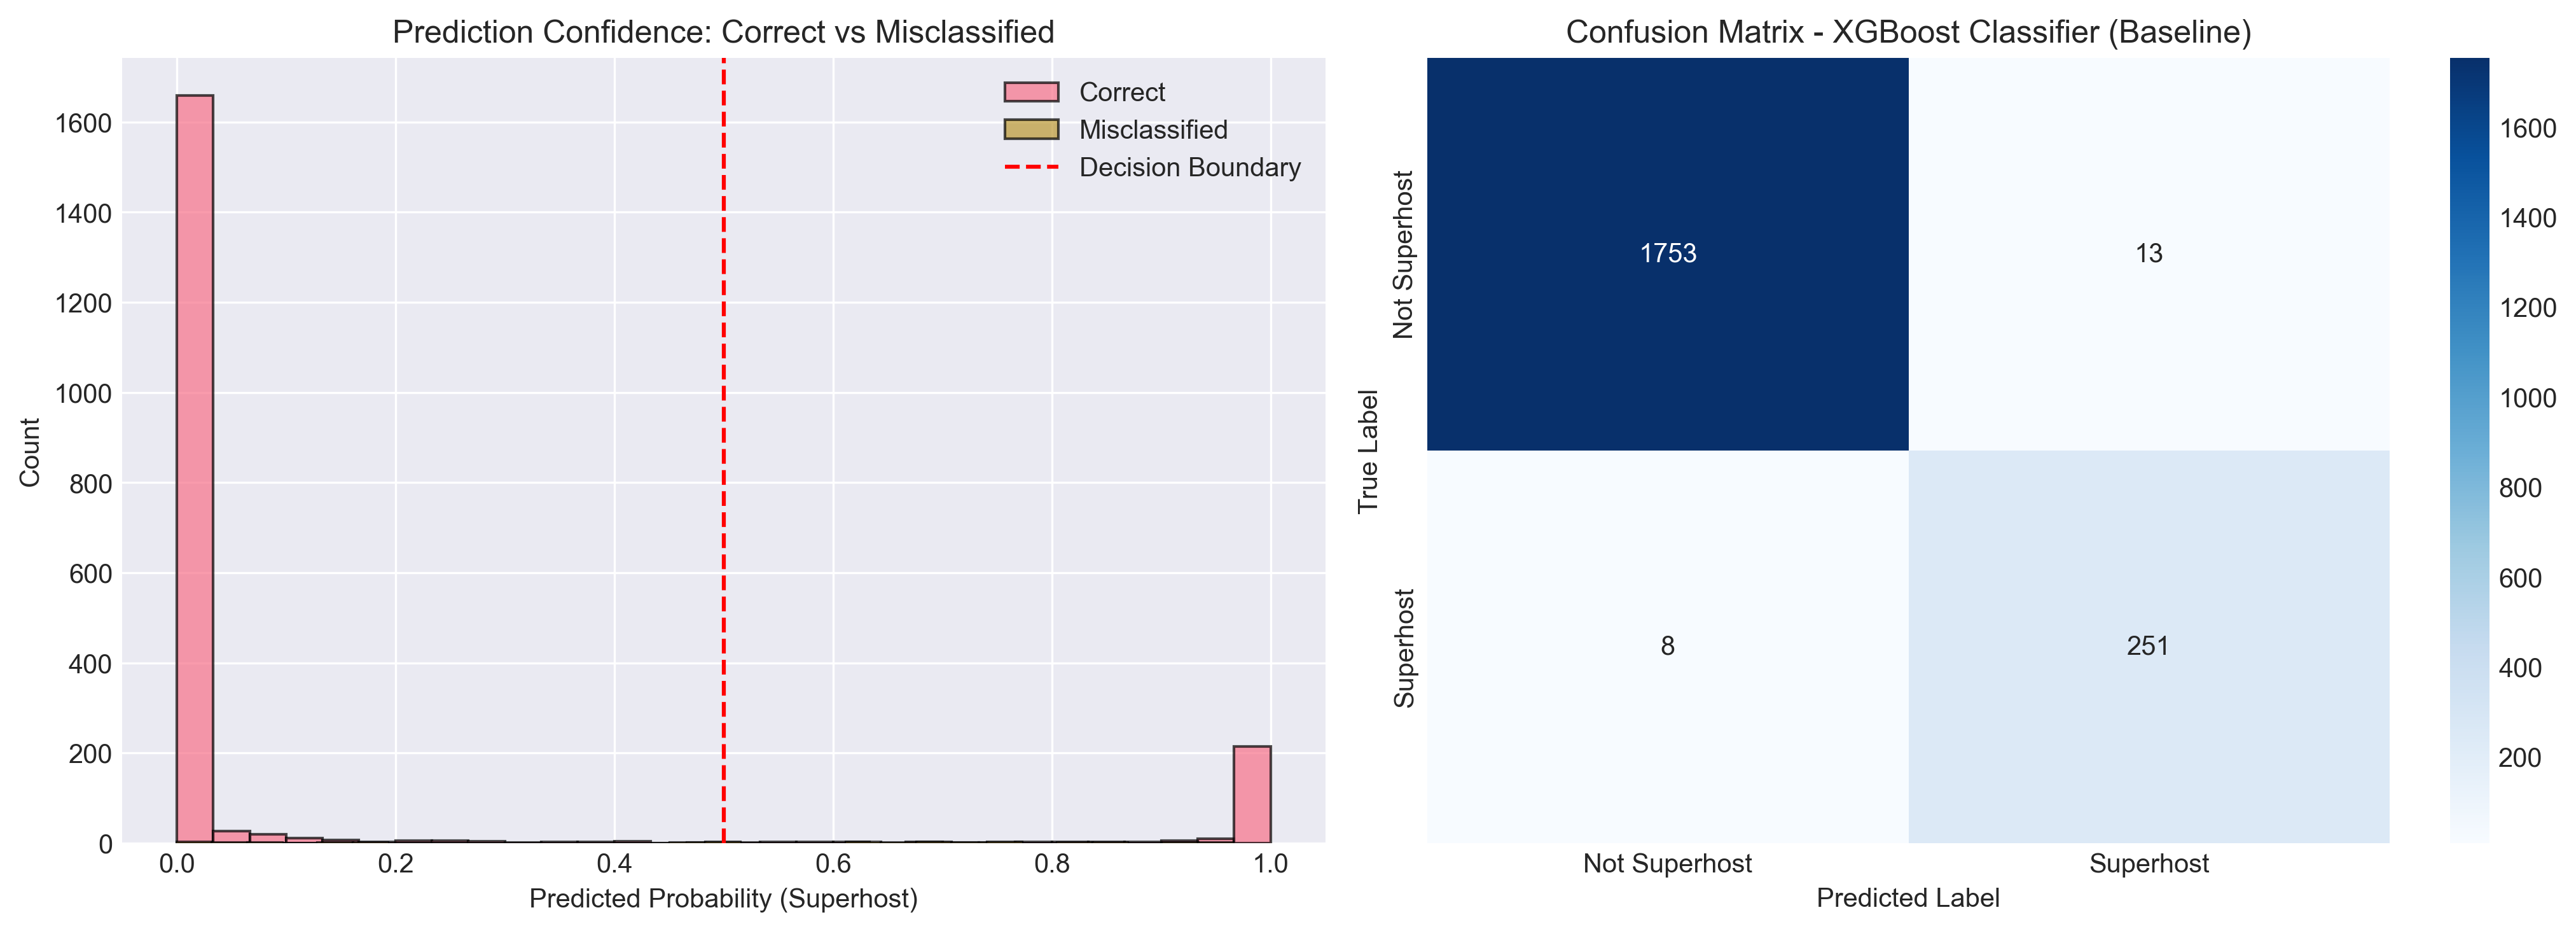 Prediction Confidence: Correct vs Misclassified
Correct
Misclassified
Decision Boundary
1600
1400
1200
1000
800
600
400
200
0
Count
0.0 0.2 0.4 0.6 0.8 1.0
Predicted Probability (Superhost)
Confusion Matrix - XGBoost Classifier (Baseline)
True Label
Not Superhost
Superhost
1753 13
8 251
Not Superhost Superhost
Predicted Label
1600
1400
1200
1000
800
600
400
200